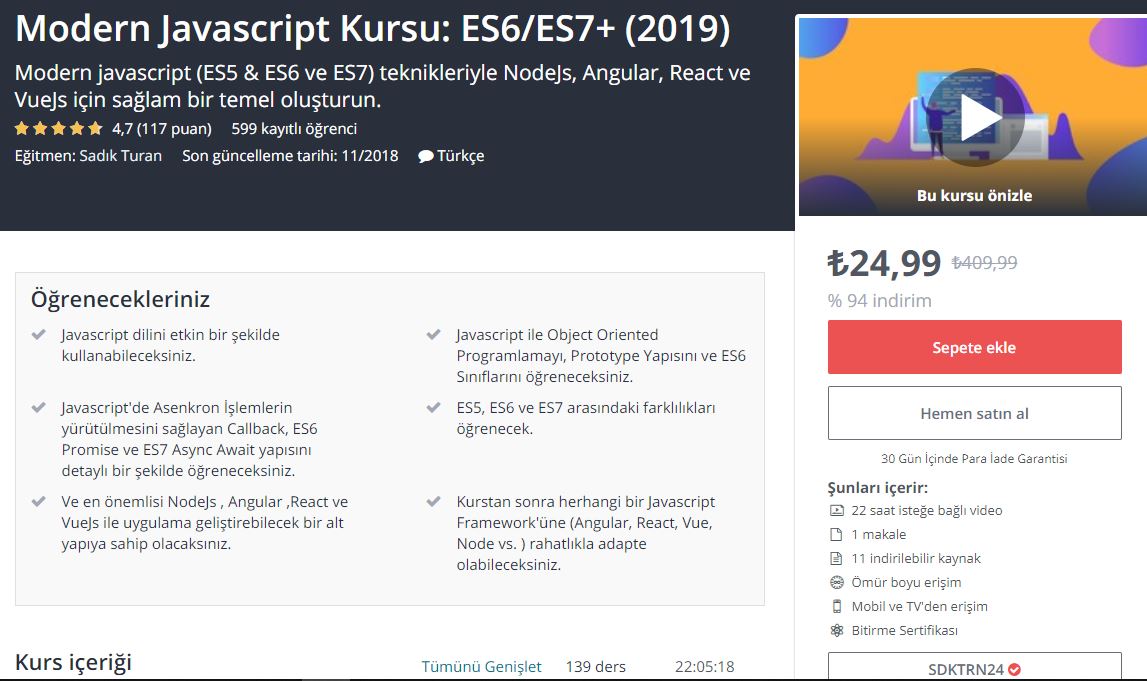 Modern Javascript Kursu: ES6/ES7+ (2019)
Modern javascript (ES5 & ES6 ve ES7) teknikleriyle NodeJs, Angular, React ve
VueJs için sağlam bir temel oluşturun.
4,7 (117 puan) 599 kayıtlı öğrenci
Eğitmen: Sadık Turan Son güncelleme tarihi: 11/2018 Türkçe
Bu kursu önizle
₺24,99 ₺409,99
% 94 indirim
Sepete ekle
Hemen satın al
30 Gün İçinde Para İade Garantisi
Şunları içerir:
22 saat isteğe bağlı video
1 makale
11 indirilebilir kaynak
Ömür boyu erişim
Mobil ve TV'den erişim
Bitirme Sertifikası
SDKTRN24
Öğrenecekleriniz
Javascript dilini etkin bir şekilde
kullanabileceksiniz.
Javascript ile Object Oriented
Programlamayı, Prototype Yapısını ve ES6
Sınıflarını öğreneceksiniz.
Javascript'de Asenkron İşlemlerin
yürütülmesini sağlayan Callback, ES6
Promise ve ES7 Async Await yapısını
detaylı bir şekilde öğreneceksiniz.
ES5, ES6 ve ES7 arasındaki farklılıkları
öğrenecek.
Ve en önemlisi NodeJs , Angular ,React ve
VueJs ile uygulama geliştirebilecek bir alt
yapıya sahip olacaksınız.
Kurstan sonra herhangi bir Javascript
Framework'üne (Angular, React, Vue,
Node vs. ) rahatlıkla adapte
olabileceksiniz.
Kurs içeriği
Tümünü Genişlet 139 ders 22:05:18